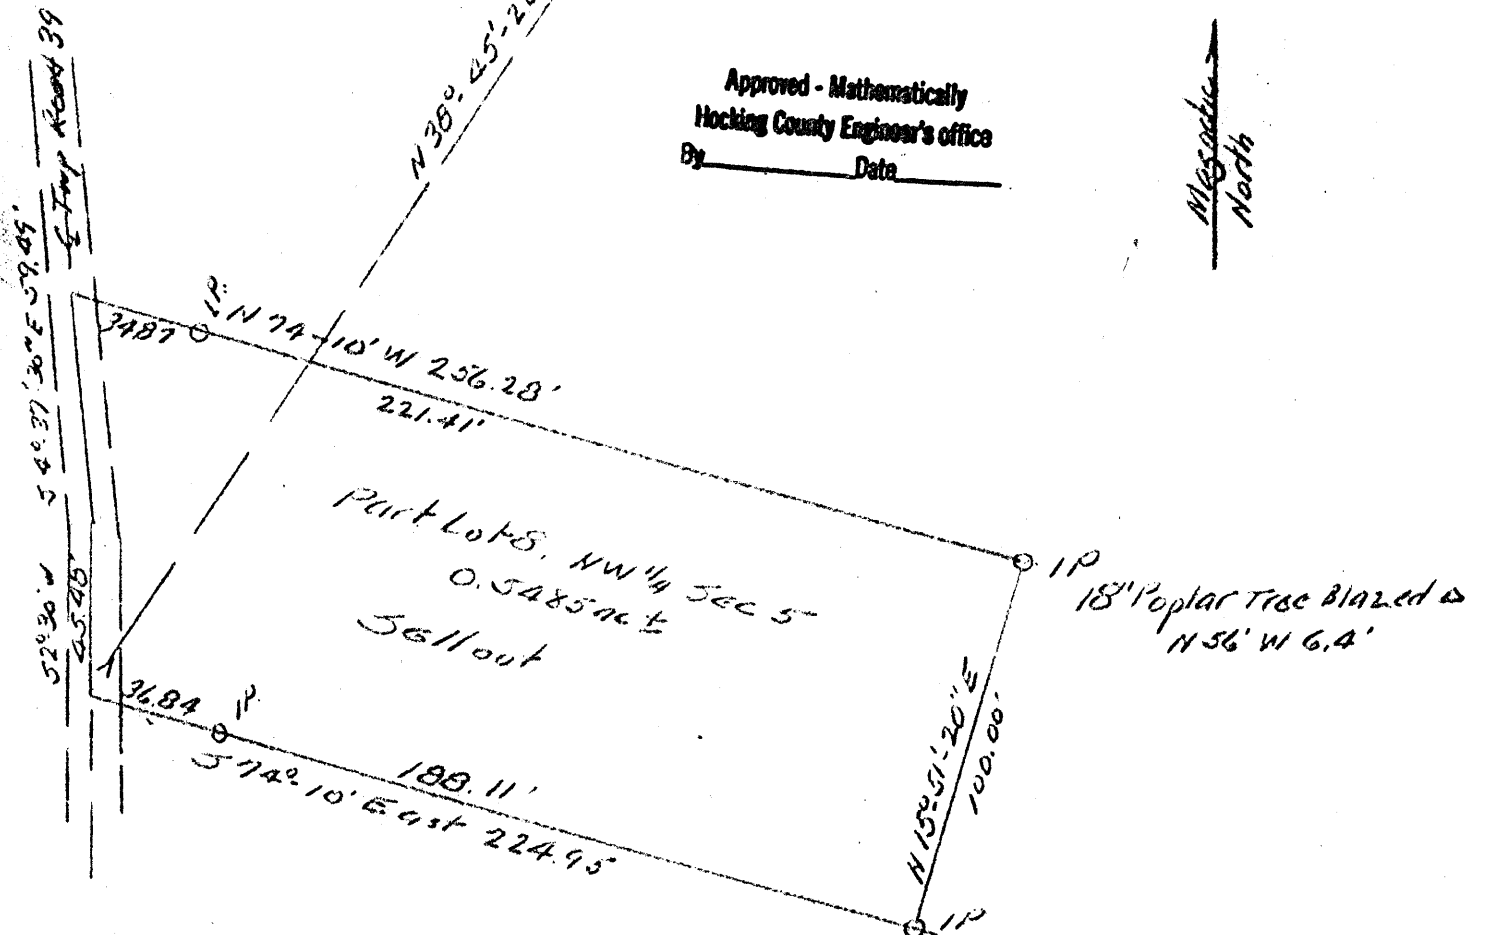 ℄ Twp Road 39
N 38°-45'-
Approved - Mathematically
Hocking County Engineer's office
By Date
Magnetic
North
S 4°37'30" E 59.49'
I.P.
34.87
N 74-10' W 256.28'
221.41'
Part Lot 8, NW 1/4 Sec 5
0.5485 ac ±
Sellout
IP
18" Poplar Tree Blazed Δ
N 56° W 6.4'
S 2°30' W
45.45'
36.84
IP
188.11'
S 74°-10' East 224.95
N 15°-51'-20" E
100.00'
IP